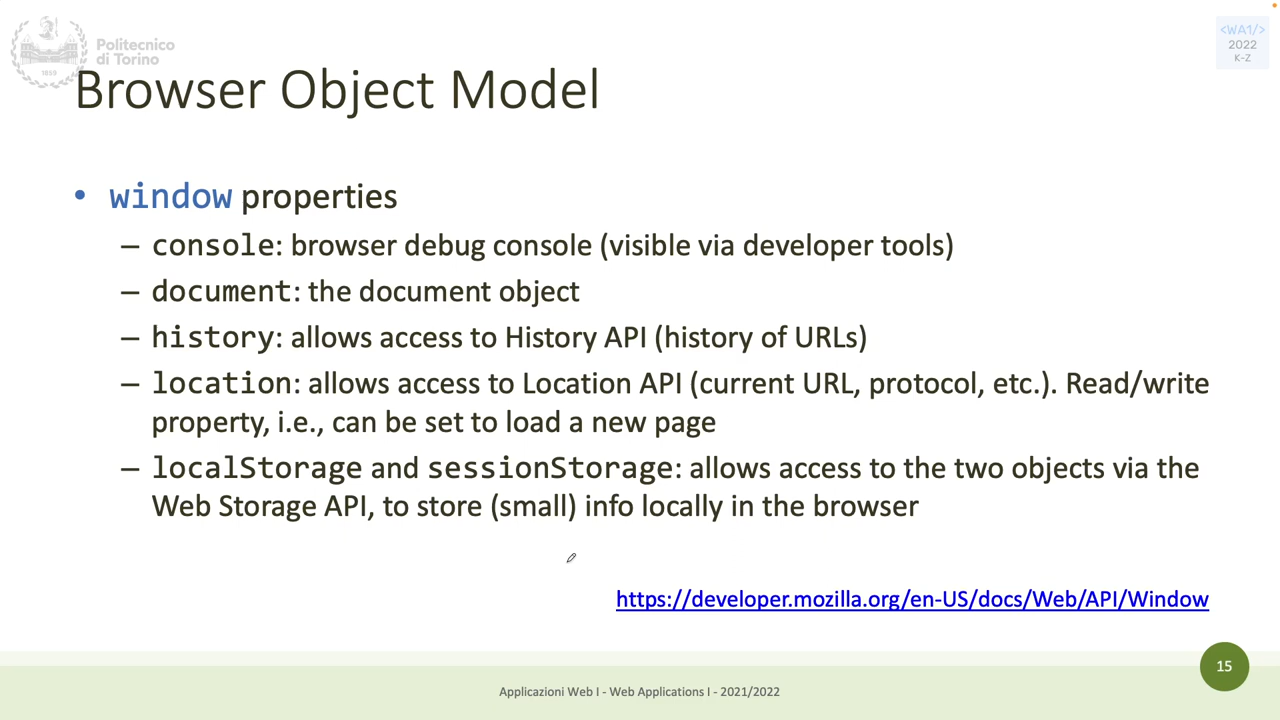 Politecnico
di Torino
1859
<WA1/>
2022
K-Z
Browser Object Model
• window properties
– console: browser debug console (visible via developer tools)
– document: the document object
– history: allows access to History API (history of URLs)
– location: allows access to Location API (current URL, protocol, etc.). Read/write
property, i.e., can be set to load a new page
– localStorage and sessionStorage: allows access to the two objects via the
Web Storage API, to store (small) info locally in the browser
https://developer.mozilla.org/en-US/docs/Web/API/Window
15
Applicazioni Web I - Web Applications I - 2021/2022